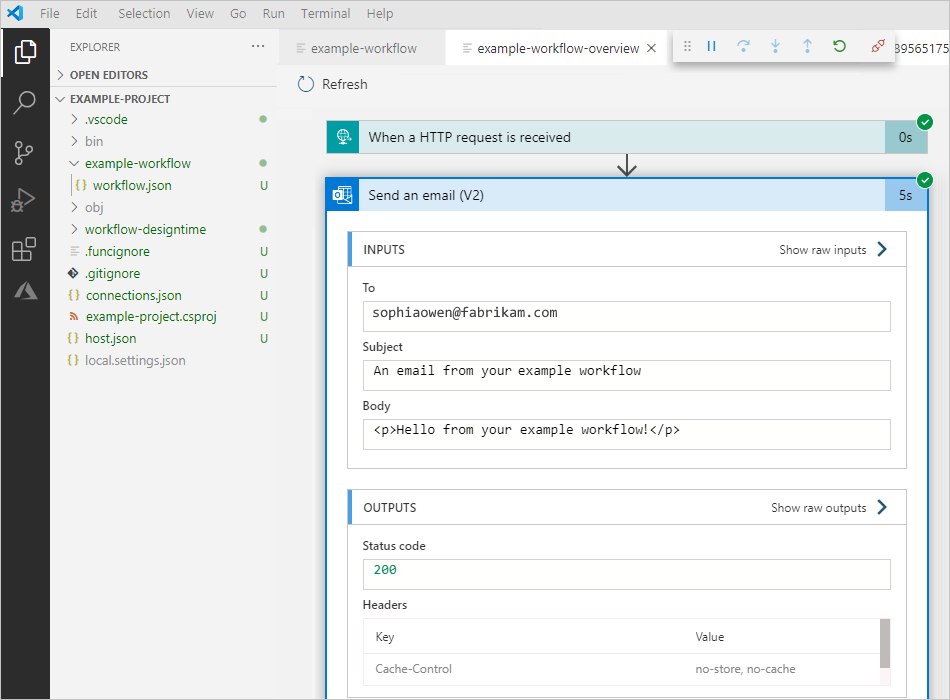 File Edit Selection View Go Run Terminal Help
EXPLORER ···
example-workflow
example-workflow-overview
39565175
OPEN EDITORS
Refresh
EXAMPLE-PROJECT
.vscode
bin
example-workflow
workflow.json U
obj
workflow-designtime
.funcignore U
.gitignore U
connections.json U
example-project.csproj U
host.json U
local.settings.json
When a HTTP request is received 0s
Send an email (V2) 5s
INPUTS Show raw inputs
To
sophiaowen@fabrikam.com
Subject
An email from your example workflow
Body
<p>Hello from your example workflow!</p>
OUTPUTS Show raw outputs
Status code
200
Headers
Key Value
Cache-Control no-store, no-cache